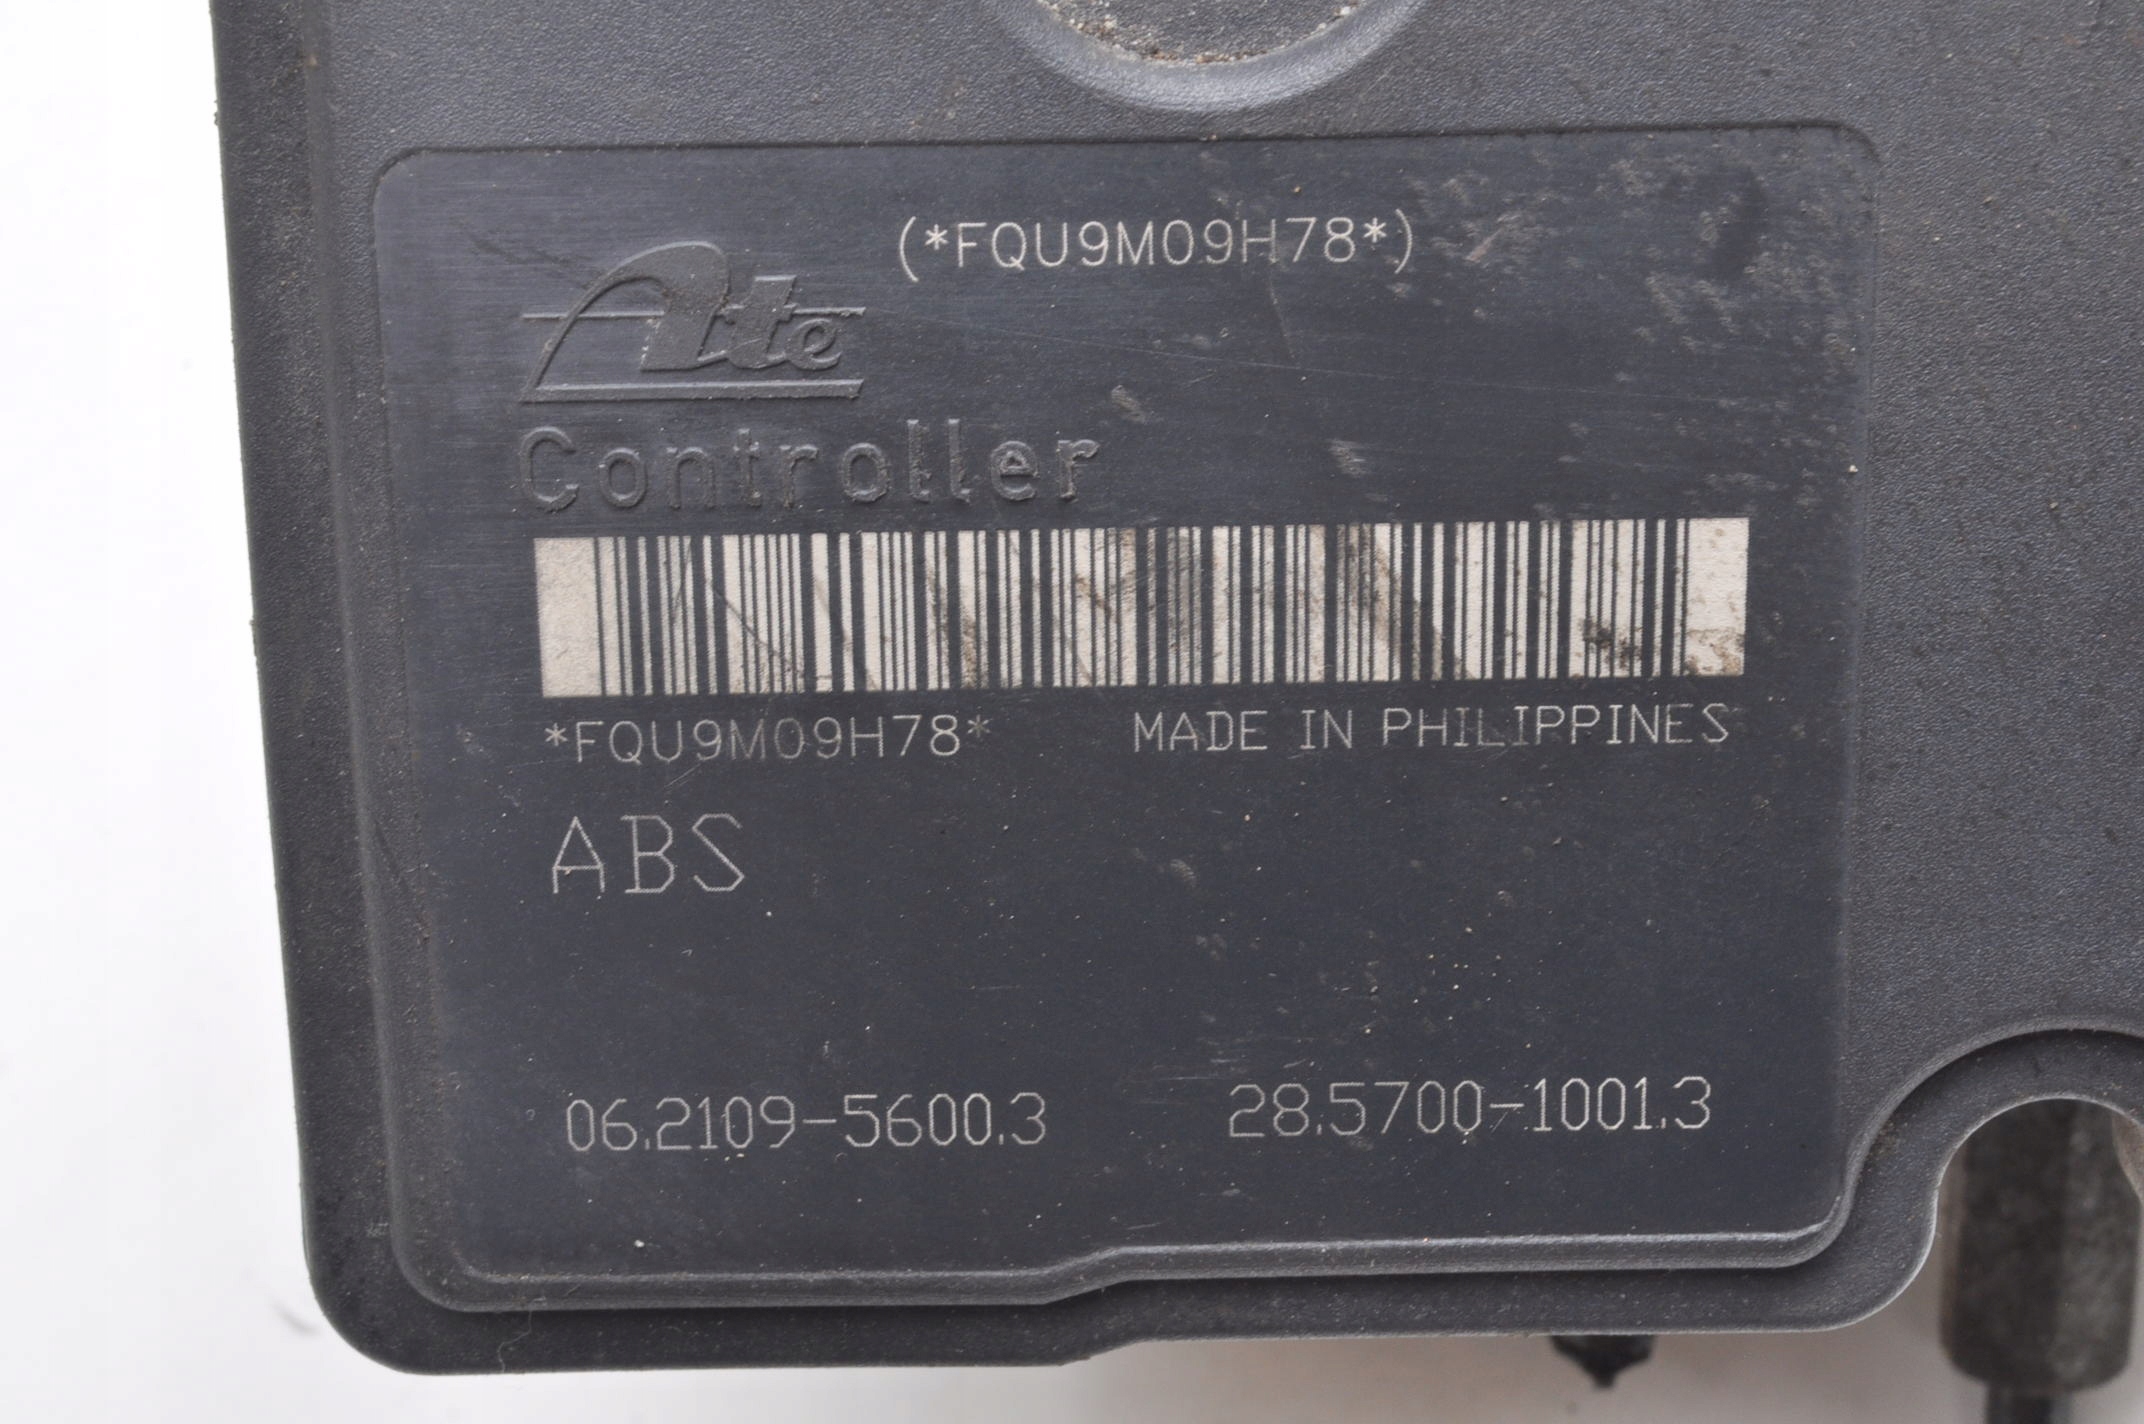 (*FQU9M09H78*)
Ate
Controller
*FQU9M09H78* MADE IN PHILIPPINES
ABS
06.2109-5600.3 28.5700-1001.3